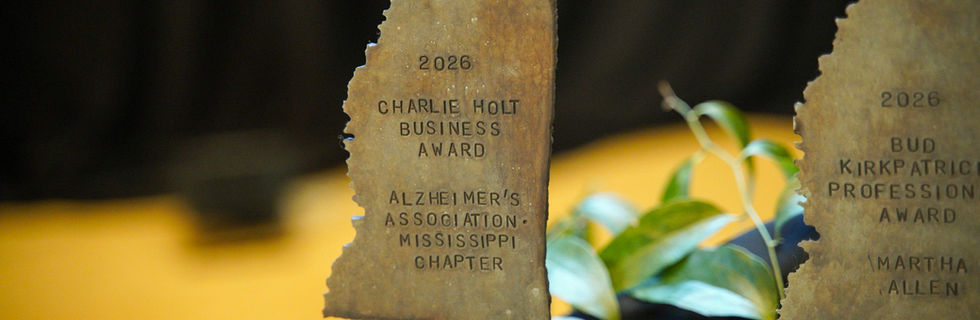 2026
CHARLIE HOLT
BUSINESS
AWARD
ALZHEIMER'S
ASSOCIATION·
MISSISSIPPI
CHAPTER
2026
BUD
KIRKPATRIC
PROFESSION
AWARD
MARTHA
ALLEN